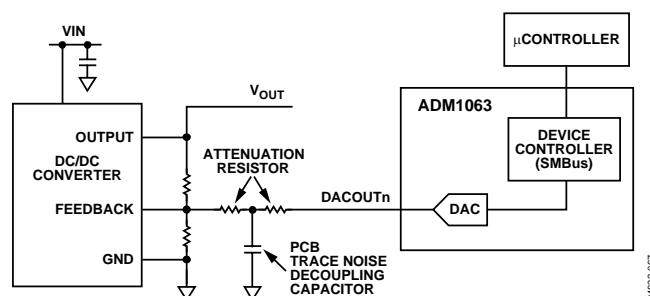 VIN
µCONTROLLER
VOUT
ADM1063
OUTPUT
DC/DC
CONVERTER
ATTENUATION
RESISTOR
DEVICE
CONTROLLER
(SMBus)
FEEDBACK
DACOUTn
DAC
GND
PCB
TRACE NOISE
DECOUPLING
CAPACITOR